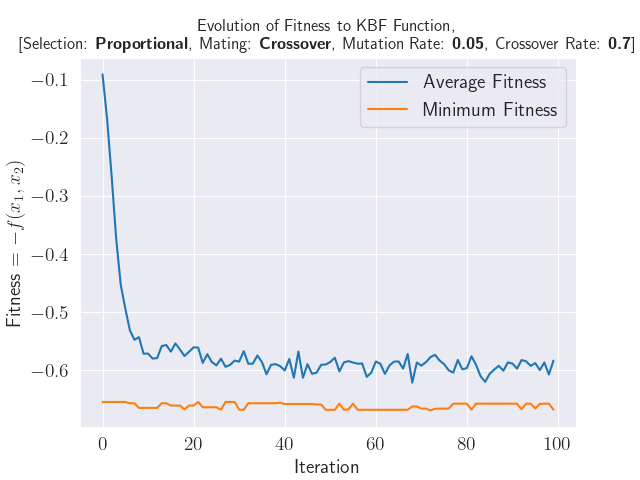 Evolution of Fitness to KBF Function,
[Selection: Proportional, Mating: Crossover, Mutation Rate: 0.05, Crossover Rate: 0.7]
Average Fitness
Minimum Fitness
Fitness = −f(x₁, x₂)
−0.1
−0.2
−0.3
−0.4
−0.5
−0.6
0 20 40 60 80 100
Iteration